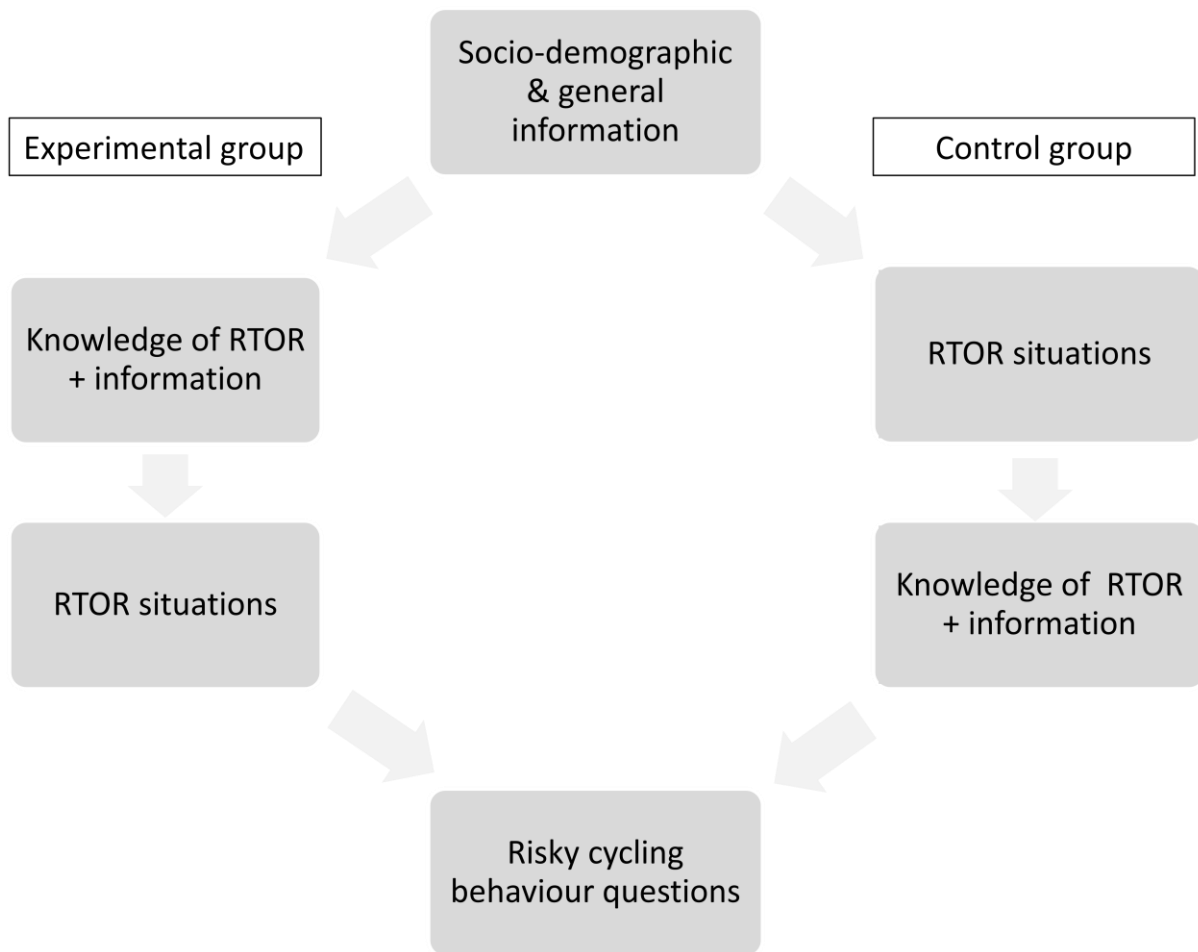 Socio-demographic
& general
information
Experimental group
Control group
Knowledge of RTOR
+ information
RTOR situations
RTOR situations
Knowledge of  RTOR
+ information
Risky cycling
behaviour questions